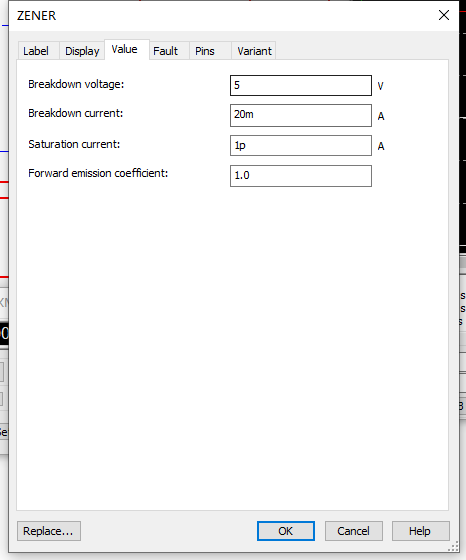 ZENER
Label Display Value Fault Pins Variant
Breakdown voltage: 5 V
Breakdown current: 20m A
Saturation current: 1p A
Forward emission coefficient: 1.0
Replace... OK Cancel Help